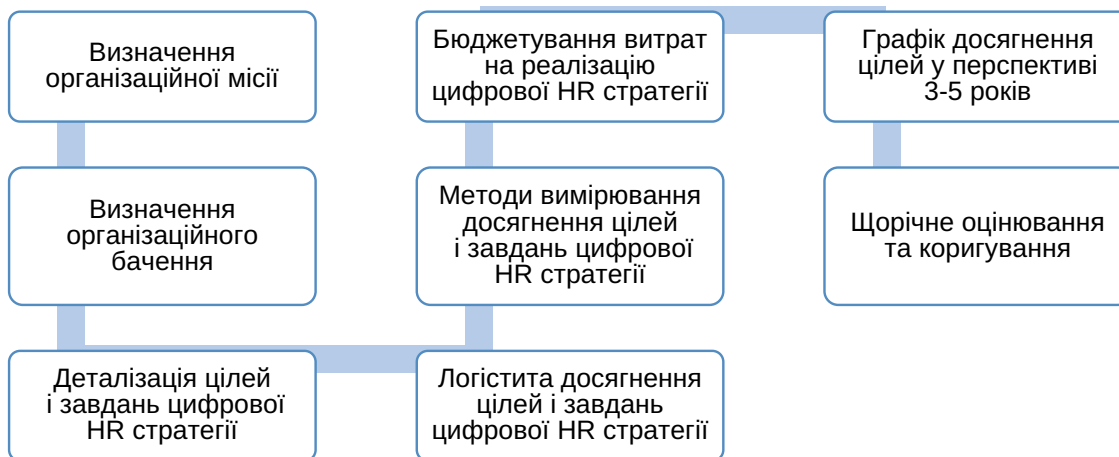 Визначення
організаційної місії
Визначення
організаційного
бачення
Деталізація цілей
і завдань цифрової
HR стратегії
Логістита досягнення
цілей і завдань
цифрової HR стратегії
Методи вимірювання
досягнення цілей
і завдань цифрової
HR стратегії
Бюджетування витрат
на реалізацію
цифрової HR стратегії
Графік досягнення
цілей у перспективі
3-5 років
Щорічне оцінювання
та коригування